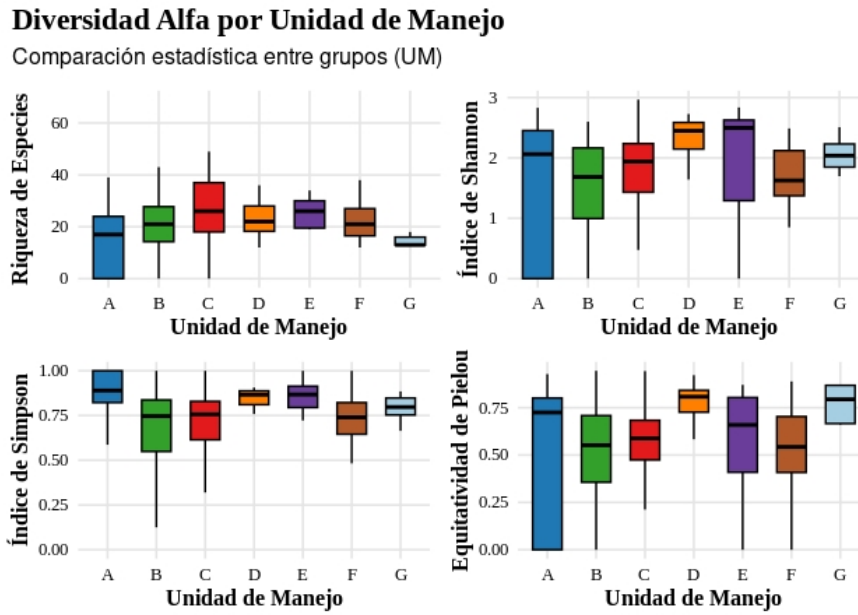 Diversidad Alfa por Unidad de Manejo
Comparación estadística entre grupos (UM)
Riqueza de Especies
60
40
20
0
A B C D E F G
Unidad de Manejo
Índice de Shannon
3
2
1
0
A B C D E F G
Unidad de Manejo
Índice de Simpson
1.00
0.75
0.50
0.25
0.00
A B C D E F G
Unidad de Manejo
Equitatividad de Pielou
0.75
0.50
0.25
0.00
A B C D E F G
Unidad de Manejo